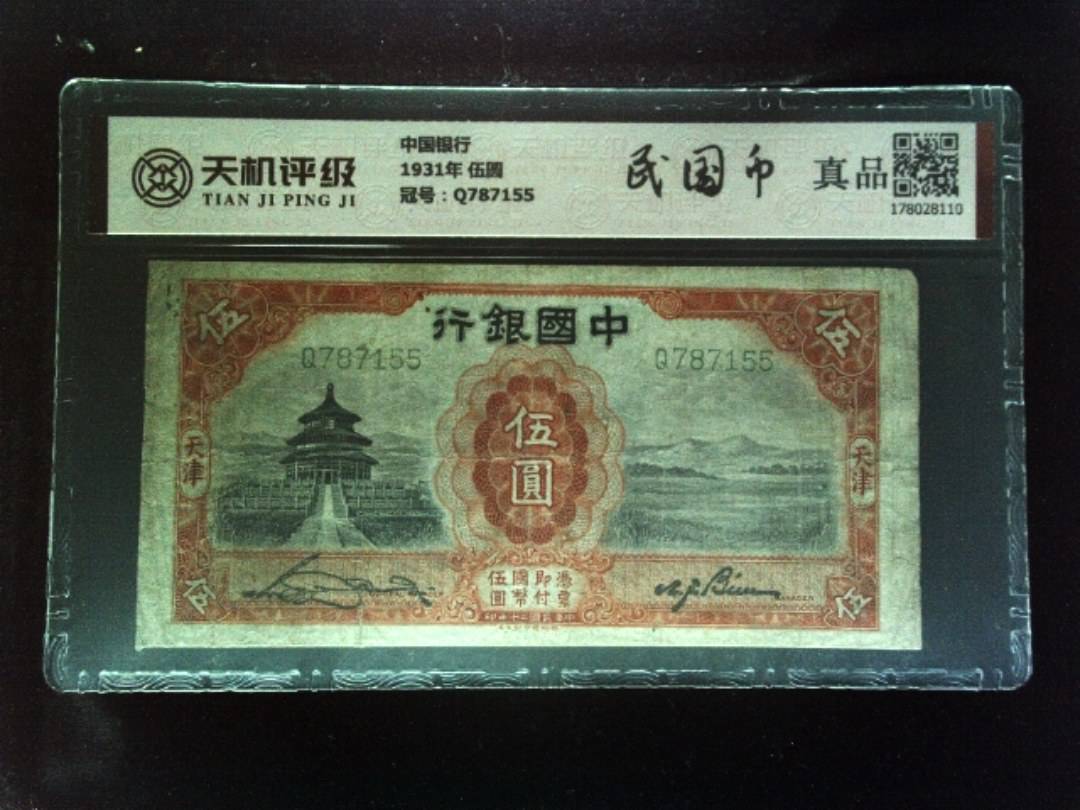 天机评级
TIAN JI PING JI
中国银行
1931年 伍圓
冠号：Q787155
民国币
真品
178028110
伍
行銀國中
伍
Q787155
Q787155
伍
圓
天津
天津
憑票即付國幣伍圓
伍
伍